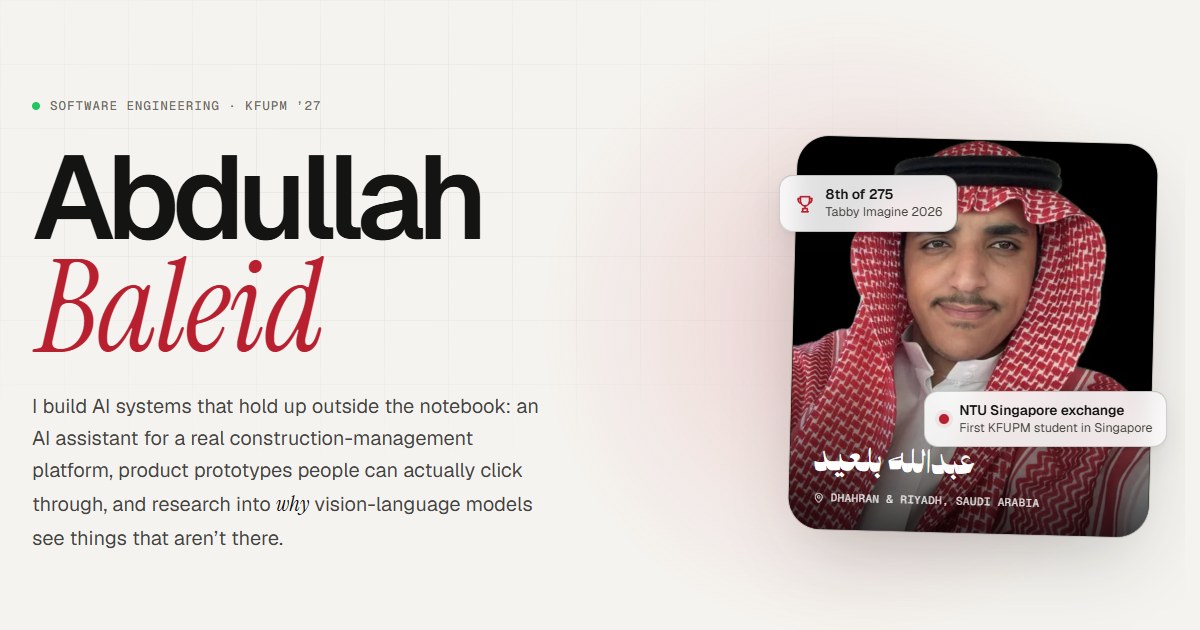 SOFTWARE ENGINEERING · KFUPM ’27
Abdullah
Baleid
I build AI systems that hold up outside the notebook: an
AI assistant for a real construction-management
platform, product prototypes people can actually click
through, and research into why vision-language models
see things that aren’t there.
8th of 275
Tabby Imagine 2026
NTU Singapore exchange
First KFUPM student in Singapore
عبدالله بلعيد
DHAHRAN & RIYADH, SAUDI ARABIA